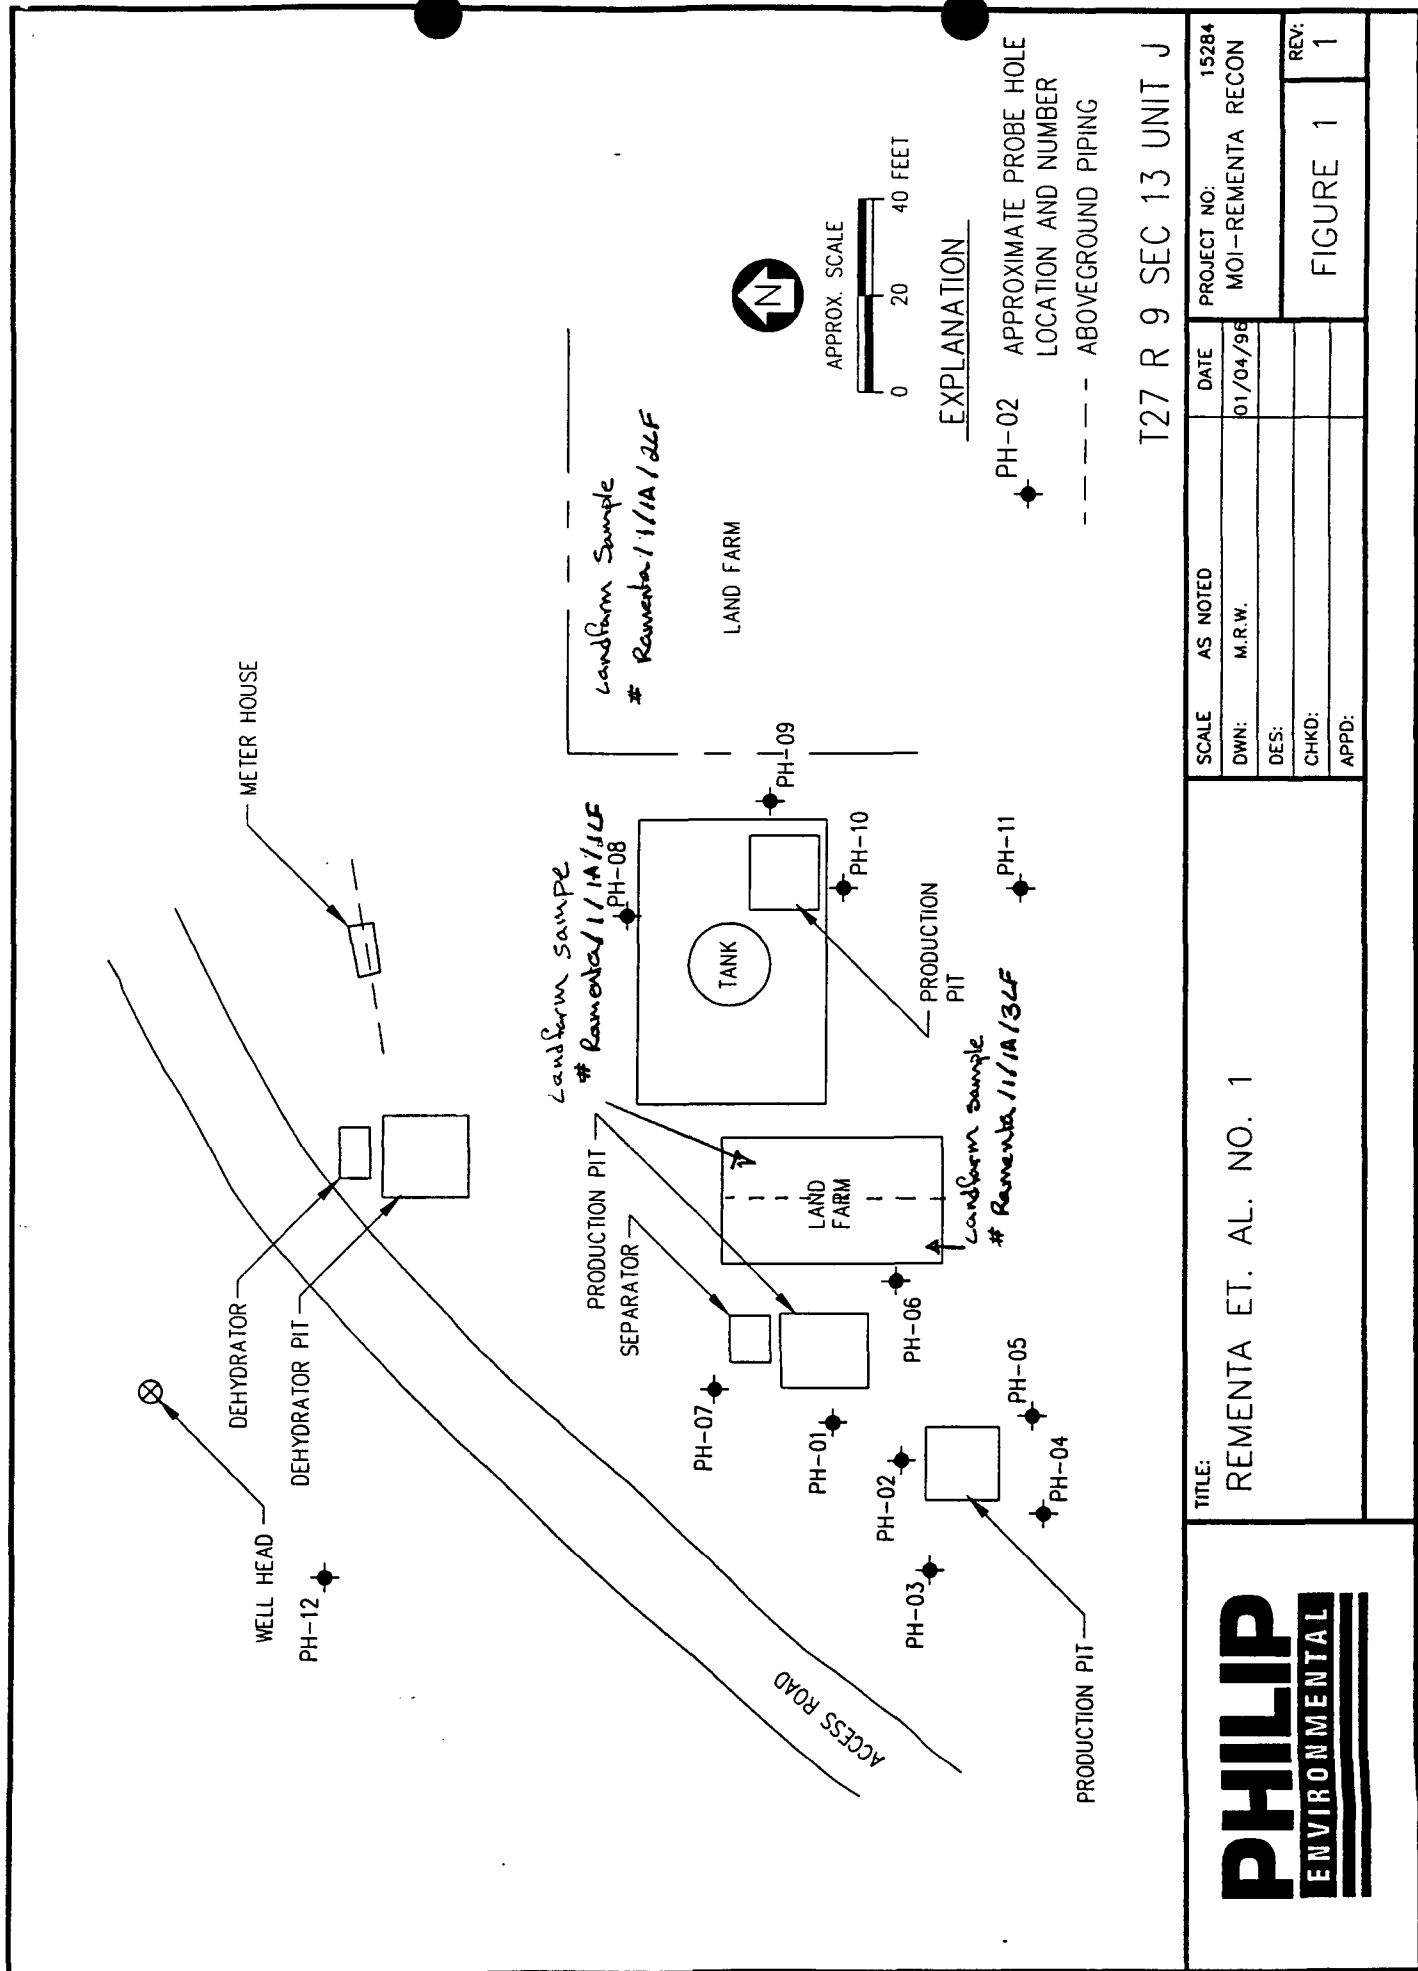 WELL HEAD
PH-12
DEHYDRATOR
DEHYDRATOR PIT
METER HOUSE
ACCESS ROAD
PRODUCTION PIT
SEPARATOR
PH-07
PH-01
PH-02
PH-03
PH-04
PH-05
PH-06
PRODUCTION PIT
LAND
FARM
Landfarm sampe
# Ramenta/1/1A/1LF
PH-08
TANK
PH-09
PH-10
PH-11
PRODUCTION
PIT
Landfarm sample
# Ramenta/1/1A/3LF
Landfarm Sample
# Ramenta/1/1A/2LF
LAND FARM
N
APPROX. SCALE
0 20 40 FEET
EXPLANATION
PH-02 APPROXIMATE PROBE HOLE
LOCATION AND NUMBER
ABOVEGROUND PIPING
T27 R 9 SEC 13 UNIT J
PHILIP
ENVIRONMENTAL
TITLE:
REMENTA ET. AL. NO. 1
SCALE AS NOTED DATE
DWN: M.R.W. 01/04/96
DES:
CHKD:
APPD:
PROJECT NO: 15284
MOI-REMENTA RECON
FIGURE 1
REV:
1